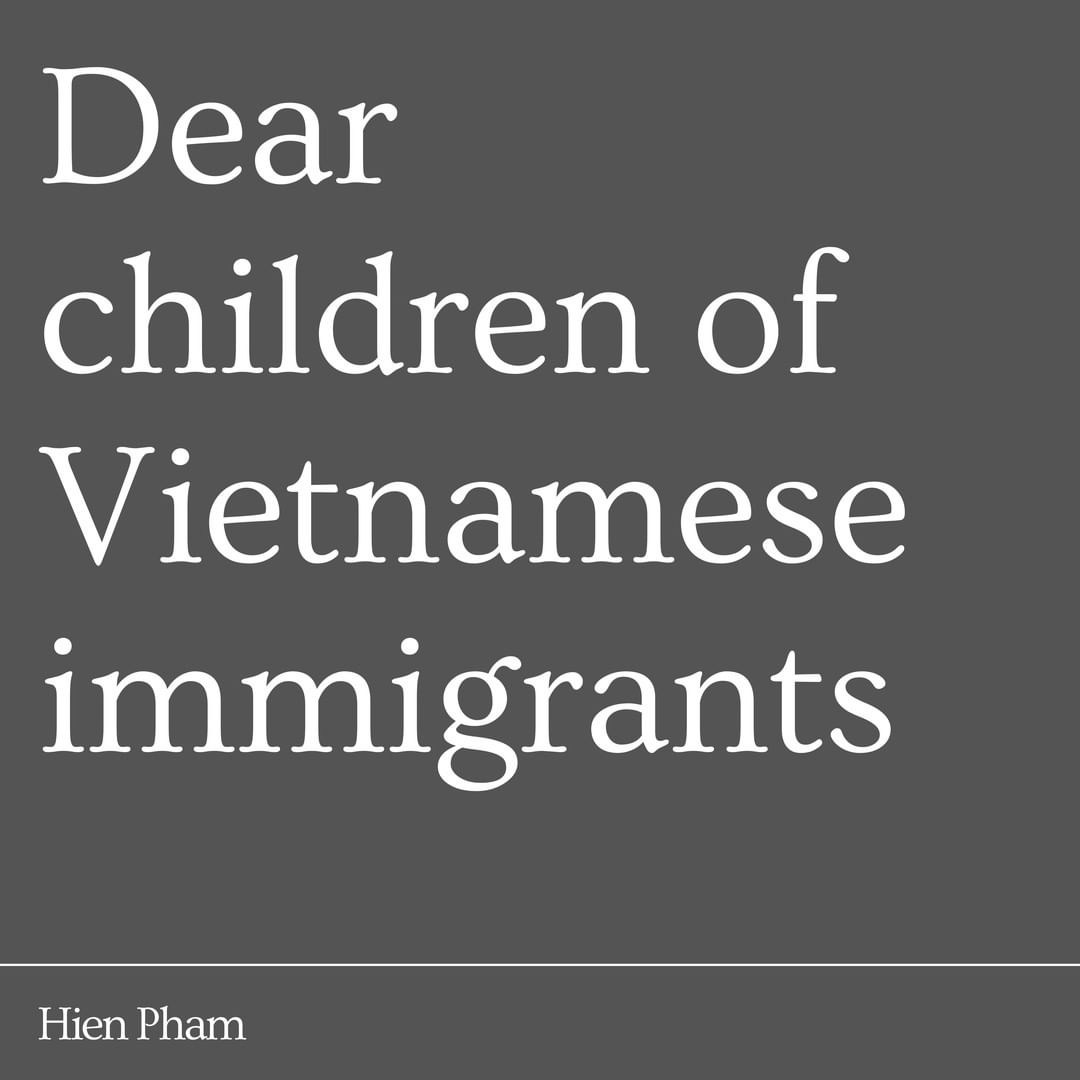 Dear
children of
Vietnamese
immigrants
Hien Pham